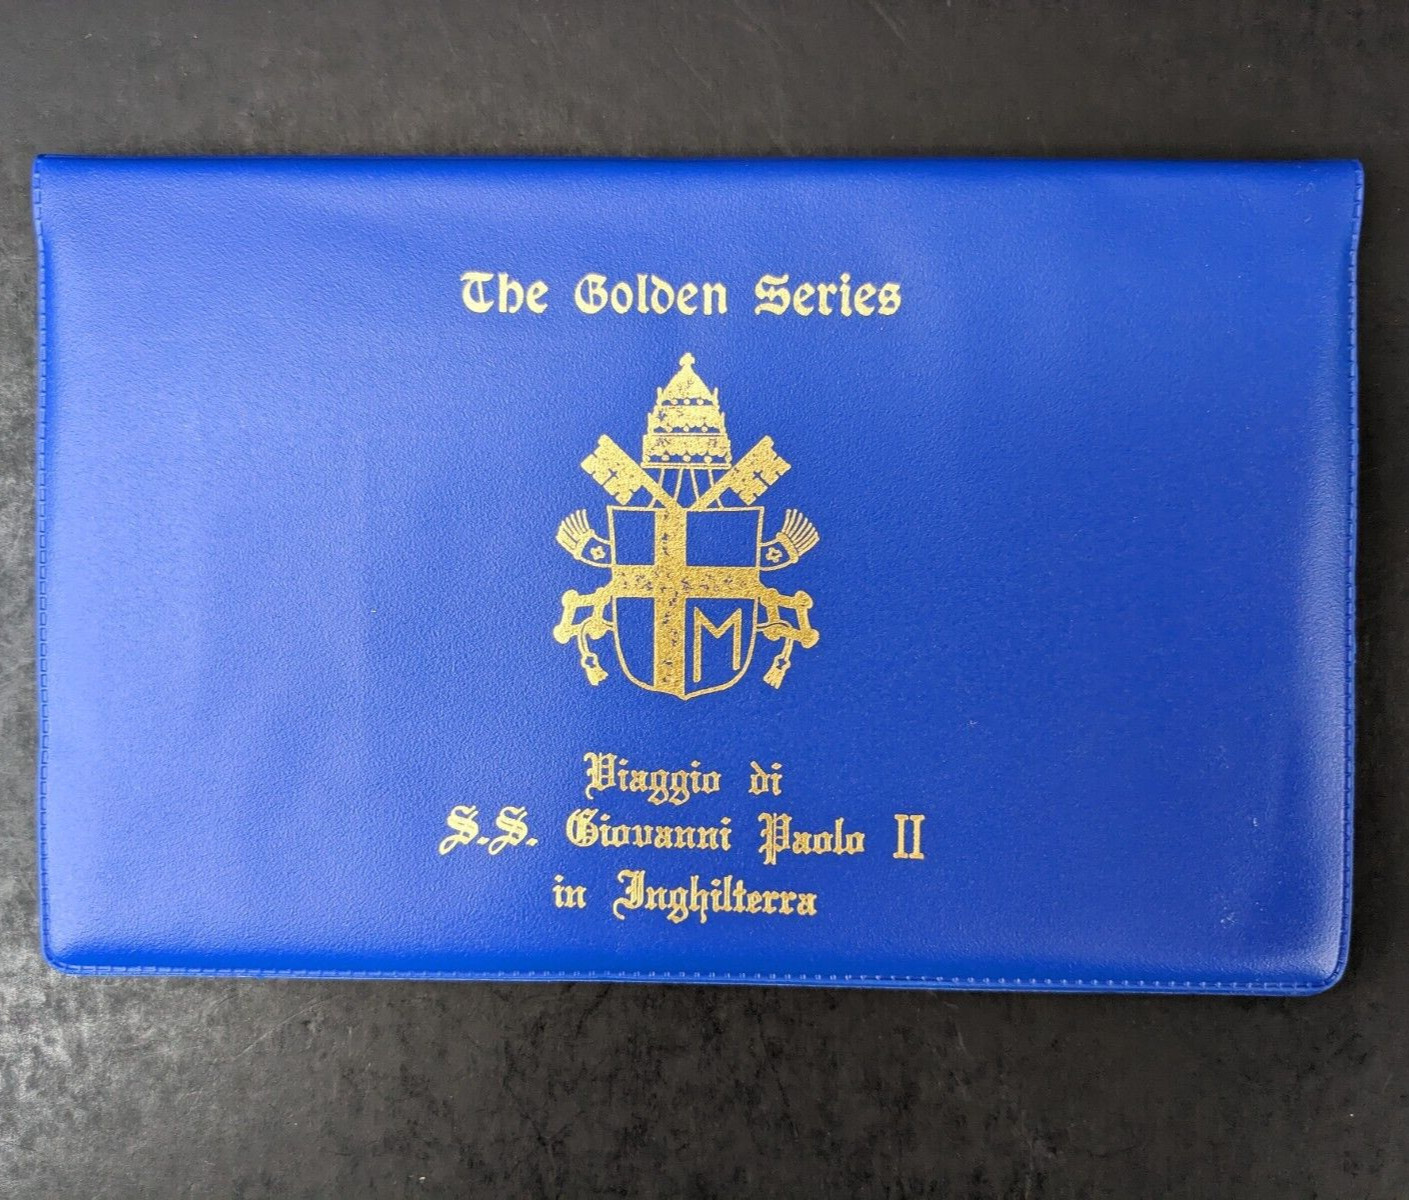 The Golden Series
M
Viaggio di
S.S. Giovanni Paolo II
in Inghilterra